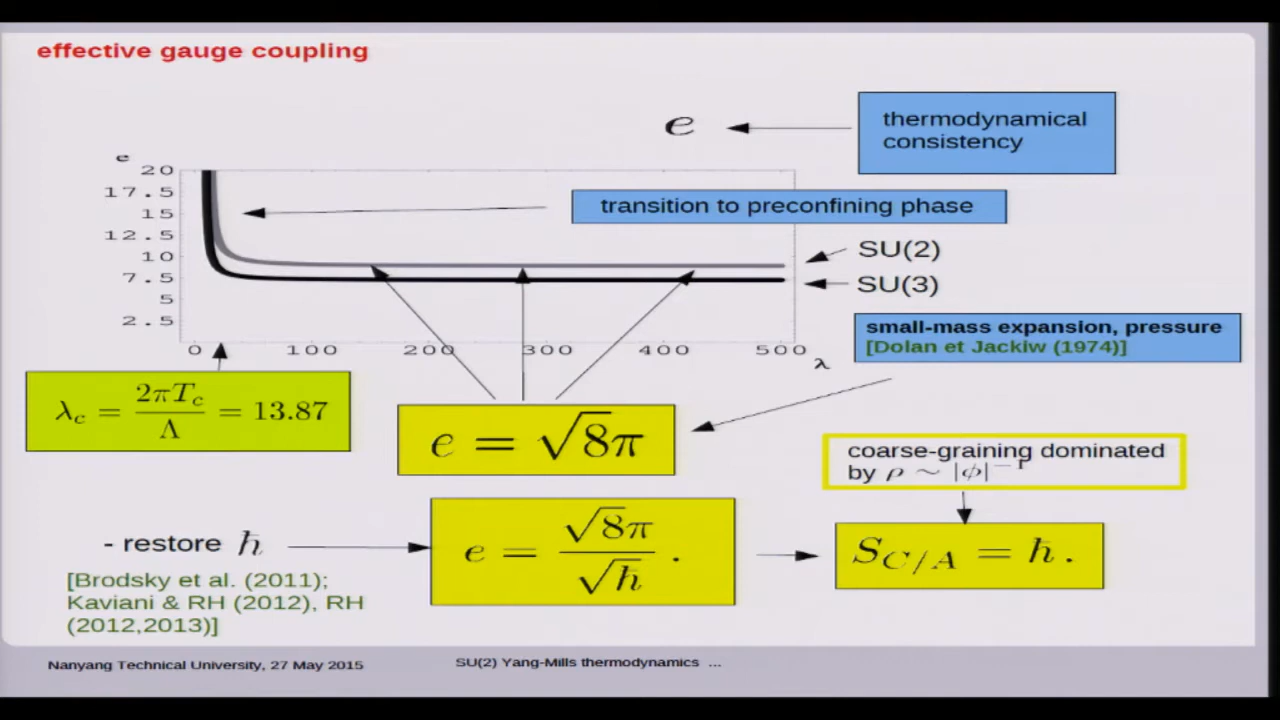 effective gauge coupling
e
thermodynamical
consistency
e
20
17.5
15
12.5
10
7.5
5
2.5
0 100 200 300 400 500
λ
transition to preconfining phase
SU(2)
SU(3)
small-mass expansion, pressure
[Dolan et Jackiw (1974)]
λ_c = 2πT_c / Λ = 13.87
e = √8π
coarse-graining dominated
by ρ ∼ |ϕ|⁻¹
- restore ħ
e = √8π / √ħ .
S_{C/A} = ħ .
[Brodsky et al. (2011);
Kaviani & RH (2012), RH
(2012,2013)]
Nanyang Technical University, 27 May 2015
SU(2) Yang-Mills thermodynamics ...